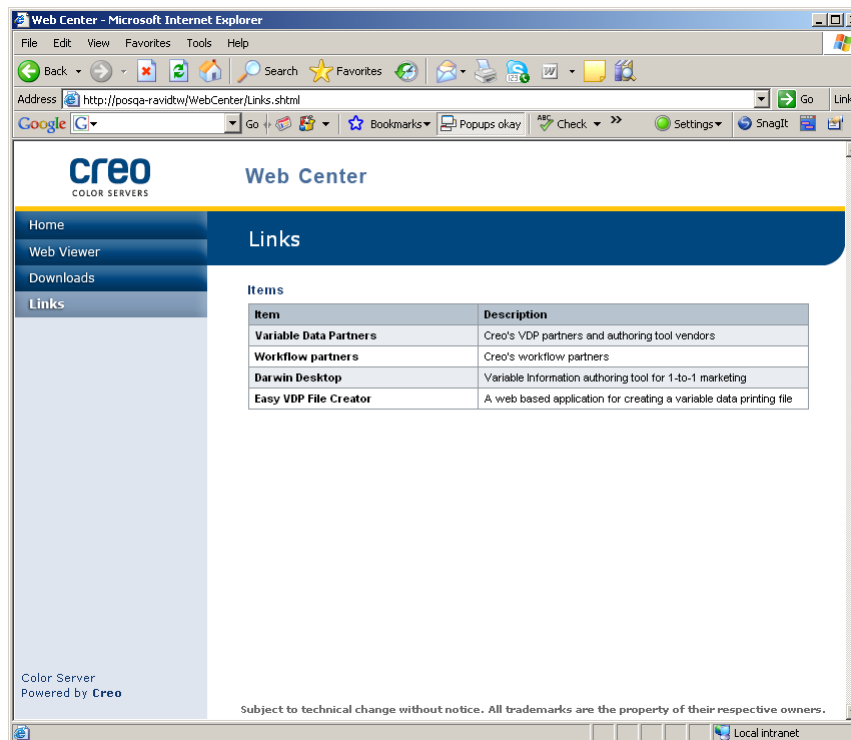 Web Center - Microsoft Internet Explorer
File Edit View Favorites Tools Help
Back Search Favorites
Address http://posqa-ravidtw/WebCenter/Links.shtml Go Link
Google G Go Bookmarks Popups okay ABC Check >> Settings SnagIt
creo
COLOR SERVERS
Web Center
Home
Web Viewer
Downloads
Links
Links
Items
Item Description
Variable Data Partners Creo's VDP partners and authoring tool vendors
Workflow partners Creo's workflow partners
Darwin Desktop Variable Information authoring tool for 1-to-1 marketing
Easy VDP File Creator A web based application for creating a variable data printing file
Color Server
Powered by Creo
Subject to technical change without notice. All trademarks are the property of their respective owners.
Local intranet